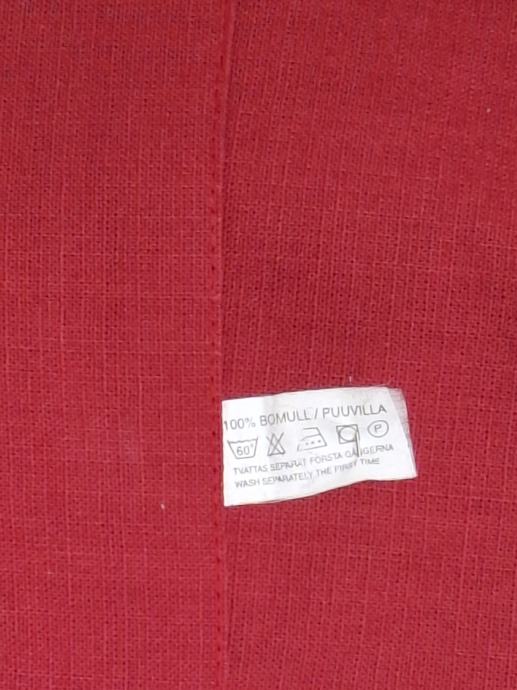 100% BOMULL / PUUVILLA
60° P
TVÄTTAS SEPARAT FÖRSTA GÅNGERNA
WASH SEPARATELY THE FIRST TIME